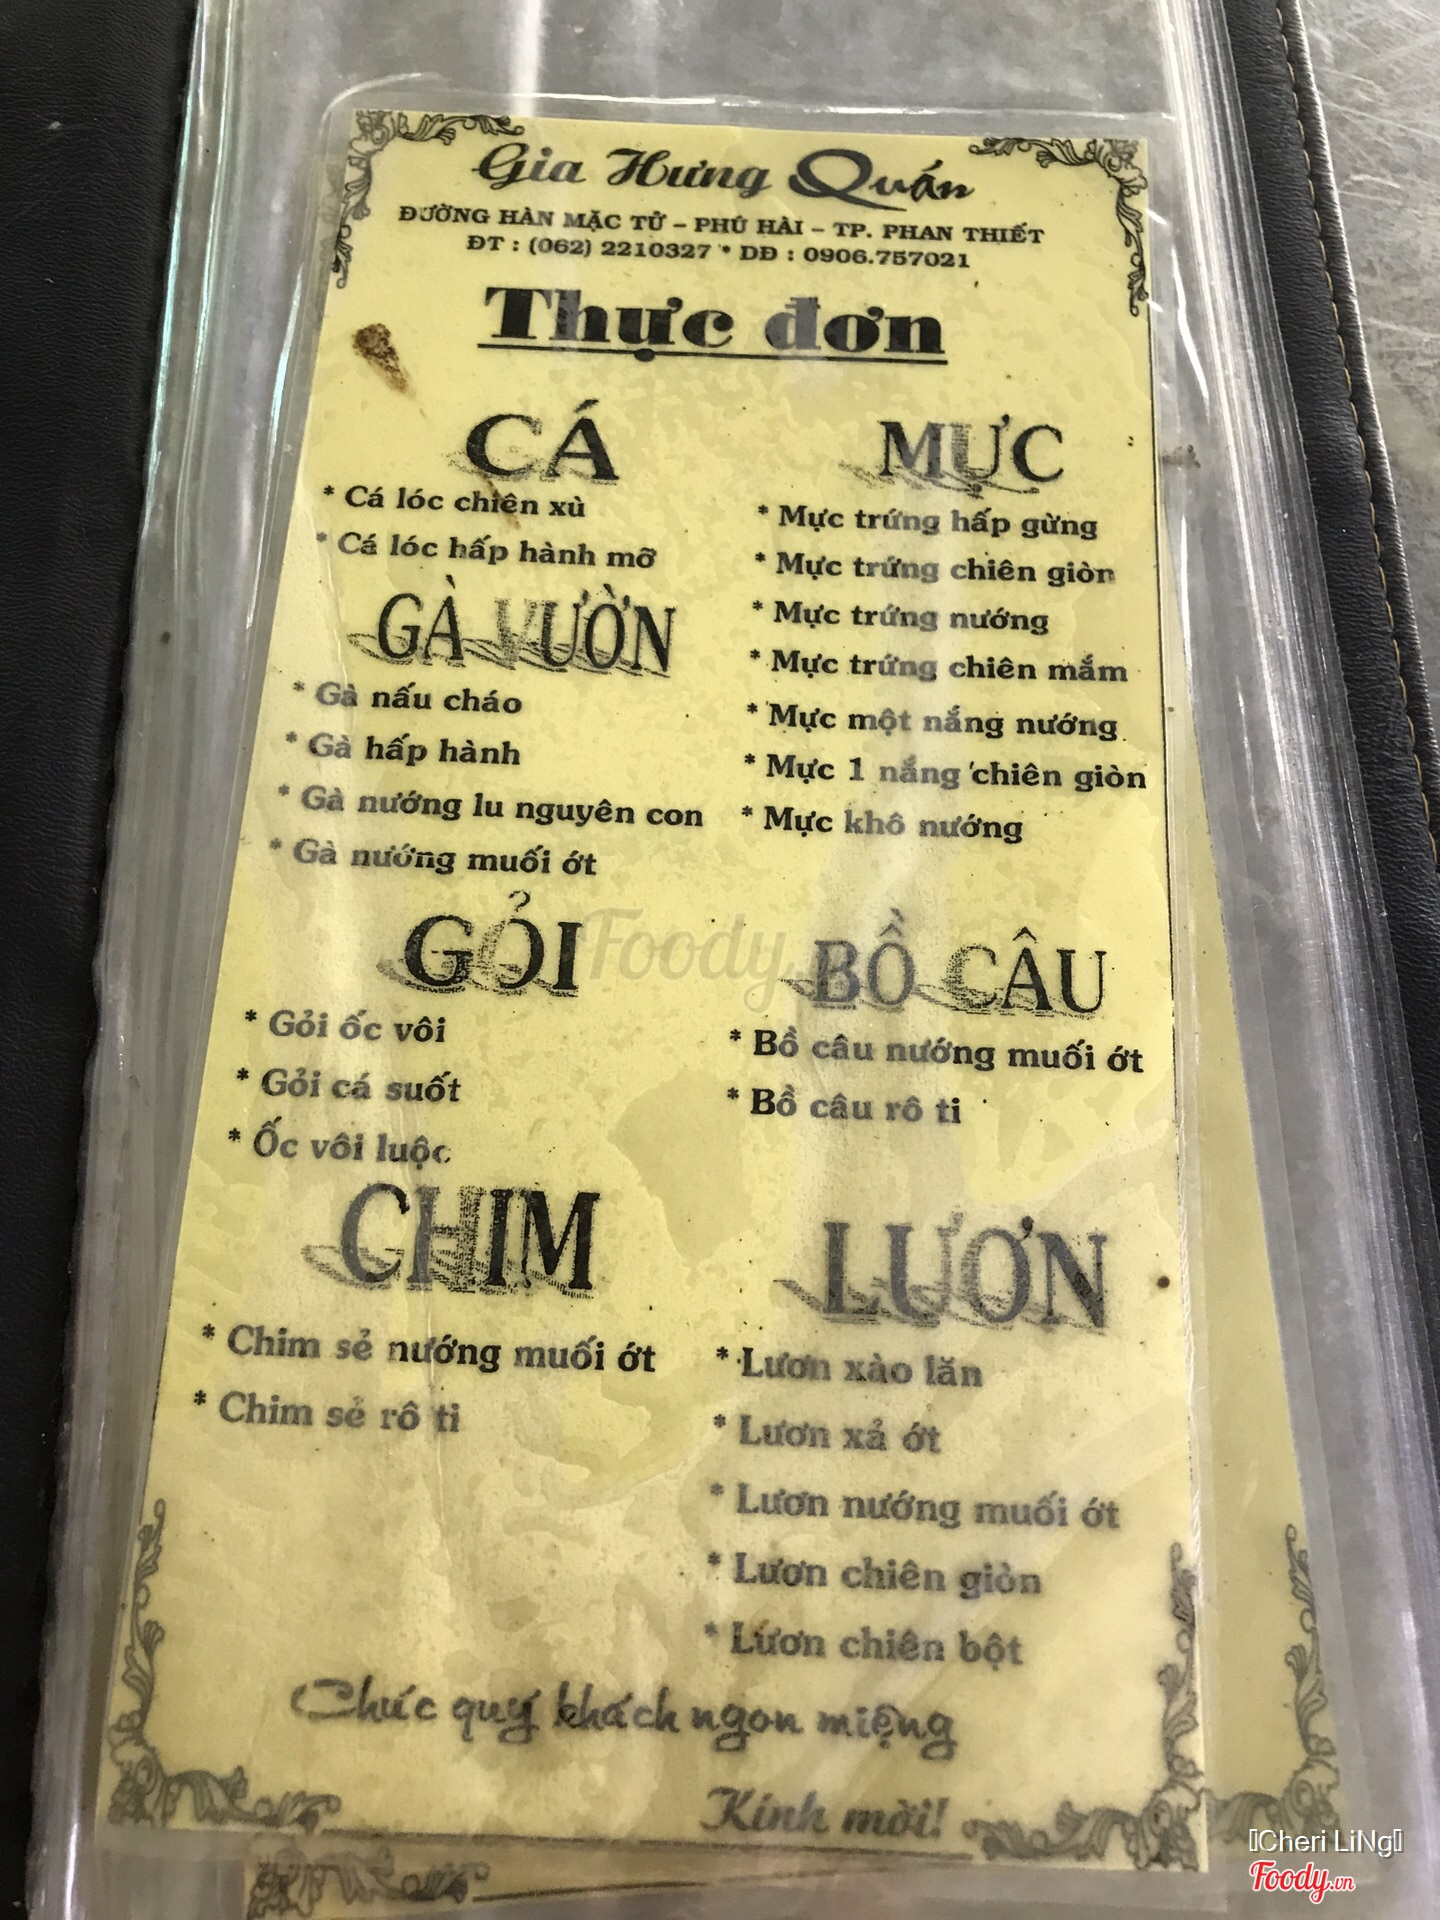 Gia Hưng Quán
ĐƯỜNG HÀN MẶC TỬ – PHÚ HÀI – TP. PHAN THIẾT
ĐT : (062) 2210327 * DĐ : 0906.757021
Thực đơn
CÁ
* Cá lóc chiên xù
* Cá lóc hấp hành mỡ
GÀ VƯỜN
* Gà nấu cháo
* Gà hấp hành
* Gà nướng lu nguyên con
* Gà nướng muối ớt
GỎI
* Gỏi ốc vôi
* Gỏi cá suốt
* Ốc vôi luộc
CHIM
* Chim sẻ nướng muối ớt
* Chim sẻ rô ti
MỰC
* Mực trứng hấp gừng
* Mực trứng chiên giòn
* Mực trứng nướng
* Mực trứng chiên mắm
* Mực một nắng nướng
* Mực 1 nắng chiên giòn
* Mực khô nướng
BỒ CÂU
* Bồ câu nướng muối ớt
* Bồ câu rô ti
LƯƠN
* Lươn xào lăn
* Lươn xả ớt
* Lươn nướng muối ớt
* Lươn chiên giòn
* Lươn chiên bột
Chúc quý khách ngon miệng
Kính mời!
Foody
Cheri LiNg
Foody.vn